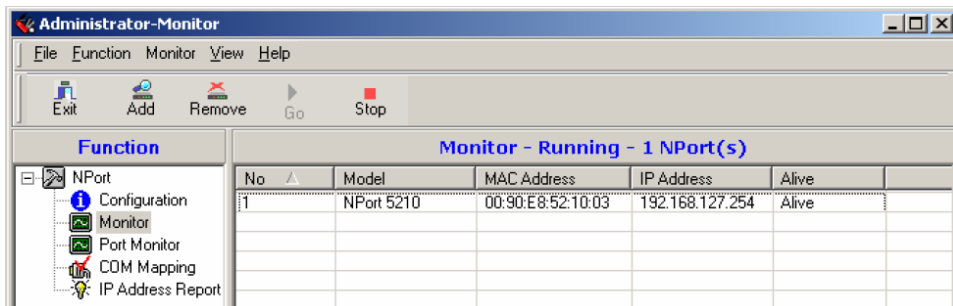 Administrator-Monitor
File Function Monitor View Help
Exit Add Remove Go Stop
Function
Monitor - Running - 1 NPort(s)
NPort
Configuration
Monitor
Port Monitor
COM Mapping
IP Address Report
No Model MAC Address IP Address Alive
1 NPort 5210 00:90:E8:52:10:03 192.168.127.254 Alive